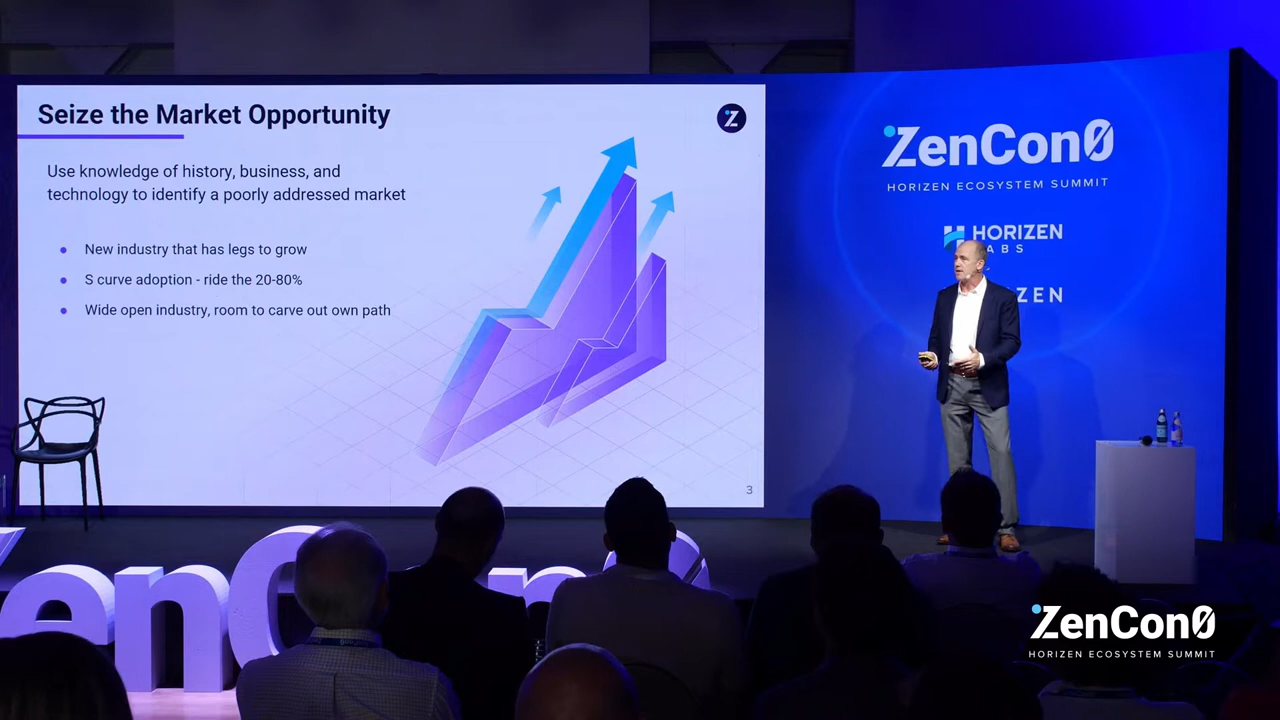 Seize the Market Opportunity
Use knowledge of history, business, and
technology to identify a poorly addressed market
New industry that has legs to grow
S curve adoption - ride the 20:80%
Wide open industry, room to carve out own path
3
ZenCon0
HORIZEN ECOSYSTEM SUMMIT
HORIZEN
ABS
ZEN
ZenCon0
HORIZEN ECOSYSTEM SUMMIT